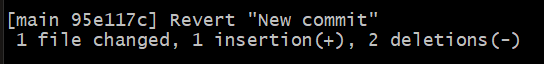 [main 95e117c] Revert "New commit"
 1 file changed, 1 insertion(+), 2 deletions(-)